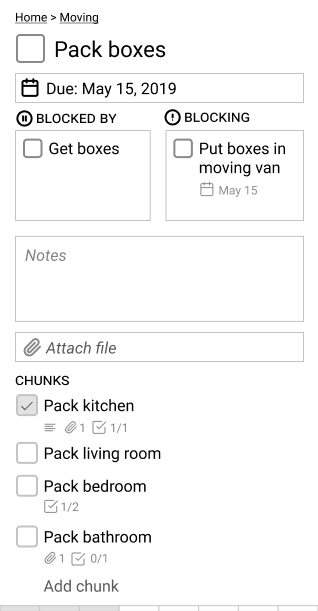 Home > Moving
Pack boxes
Due: May 15, 2019
BLOCKED BY
Get boxes
BLOCKING
Put boxes in
moving van
May 15
Notes
Attach file
CHUNKS
Pack kitchen
1 1/1
Pack living room
Pack bedroom
1/2
Pack bathroom
1 0/1
Add chunk